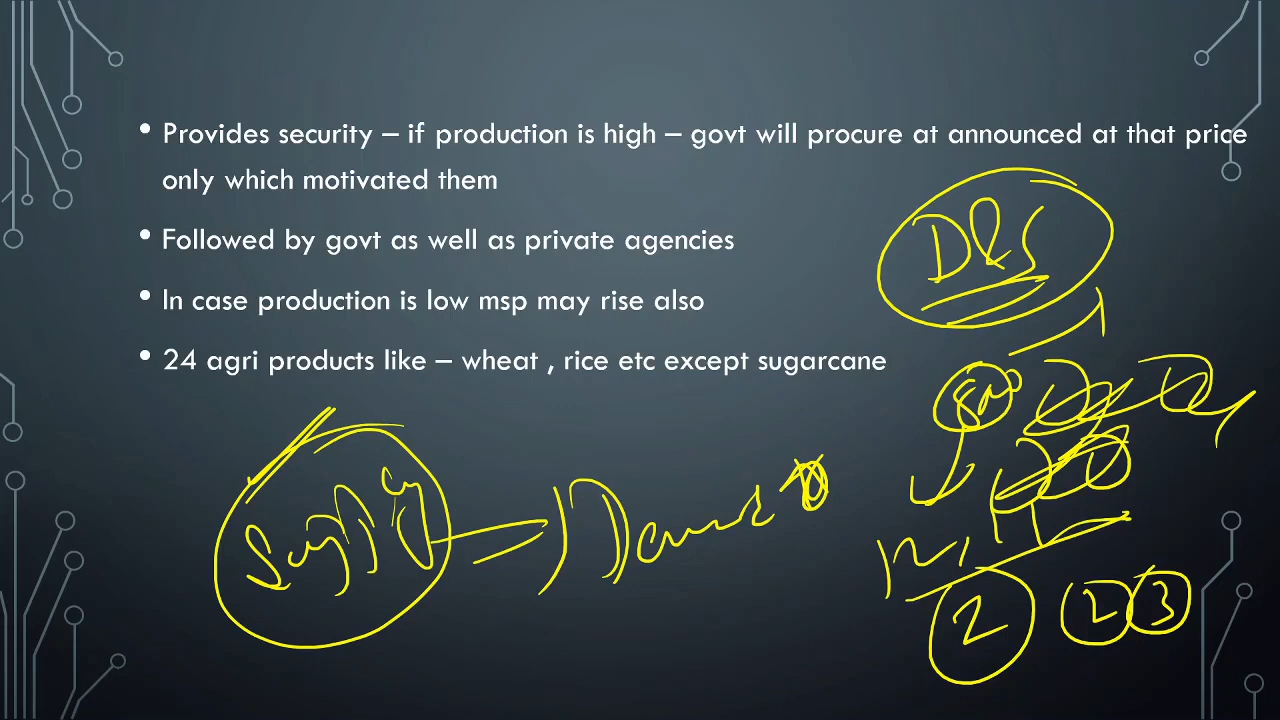 • Provides security – if production is high – govt will procure at announced at that price
only which motivated them
• Followed by govt as well as private agencies
• In case production is low msp may rise also
• 24 agri products like – wheat , rice etc except sugarcane
D&S
Supply Demand
2 2 3